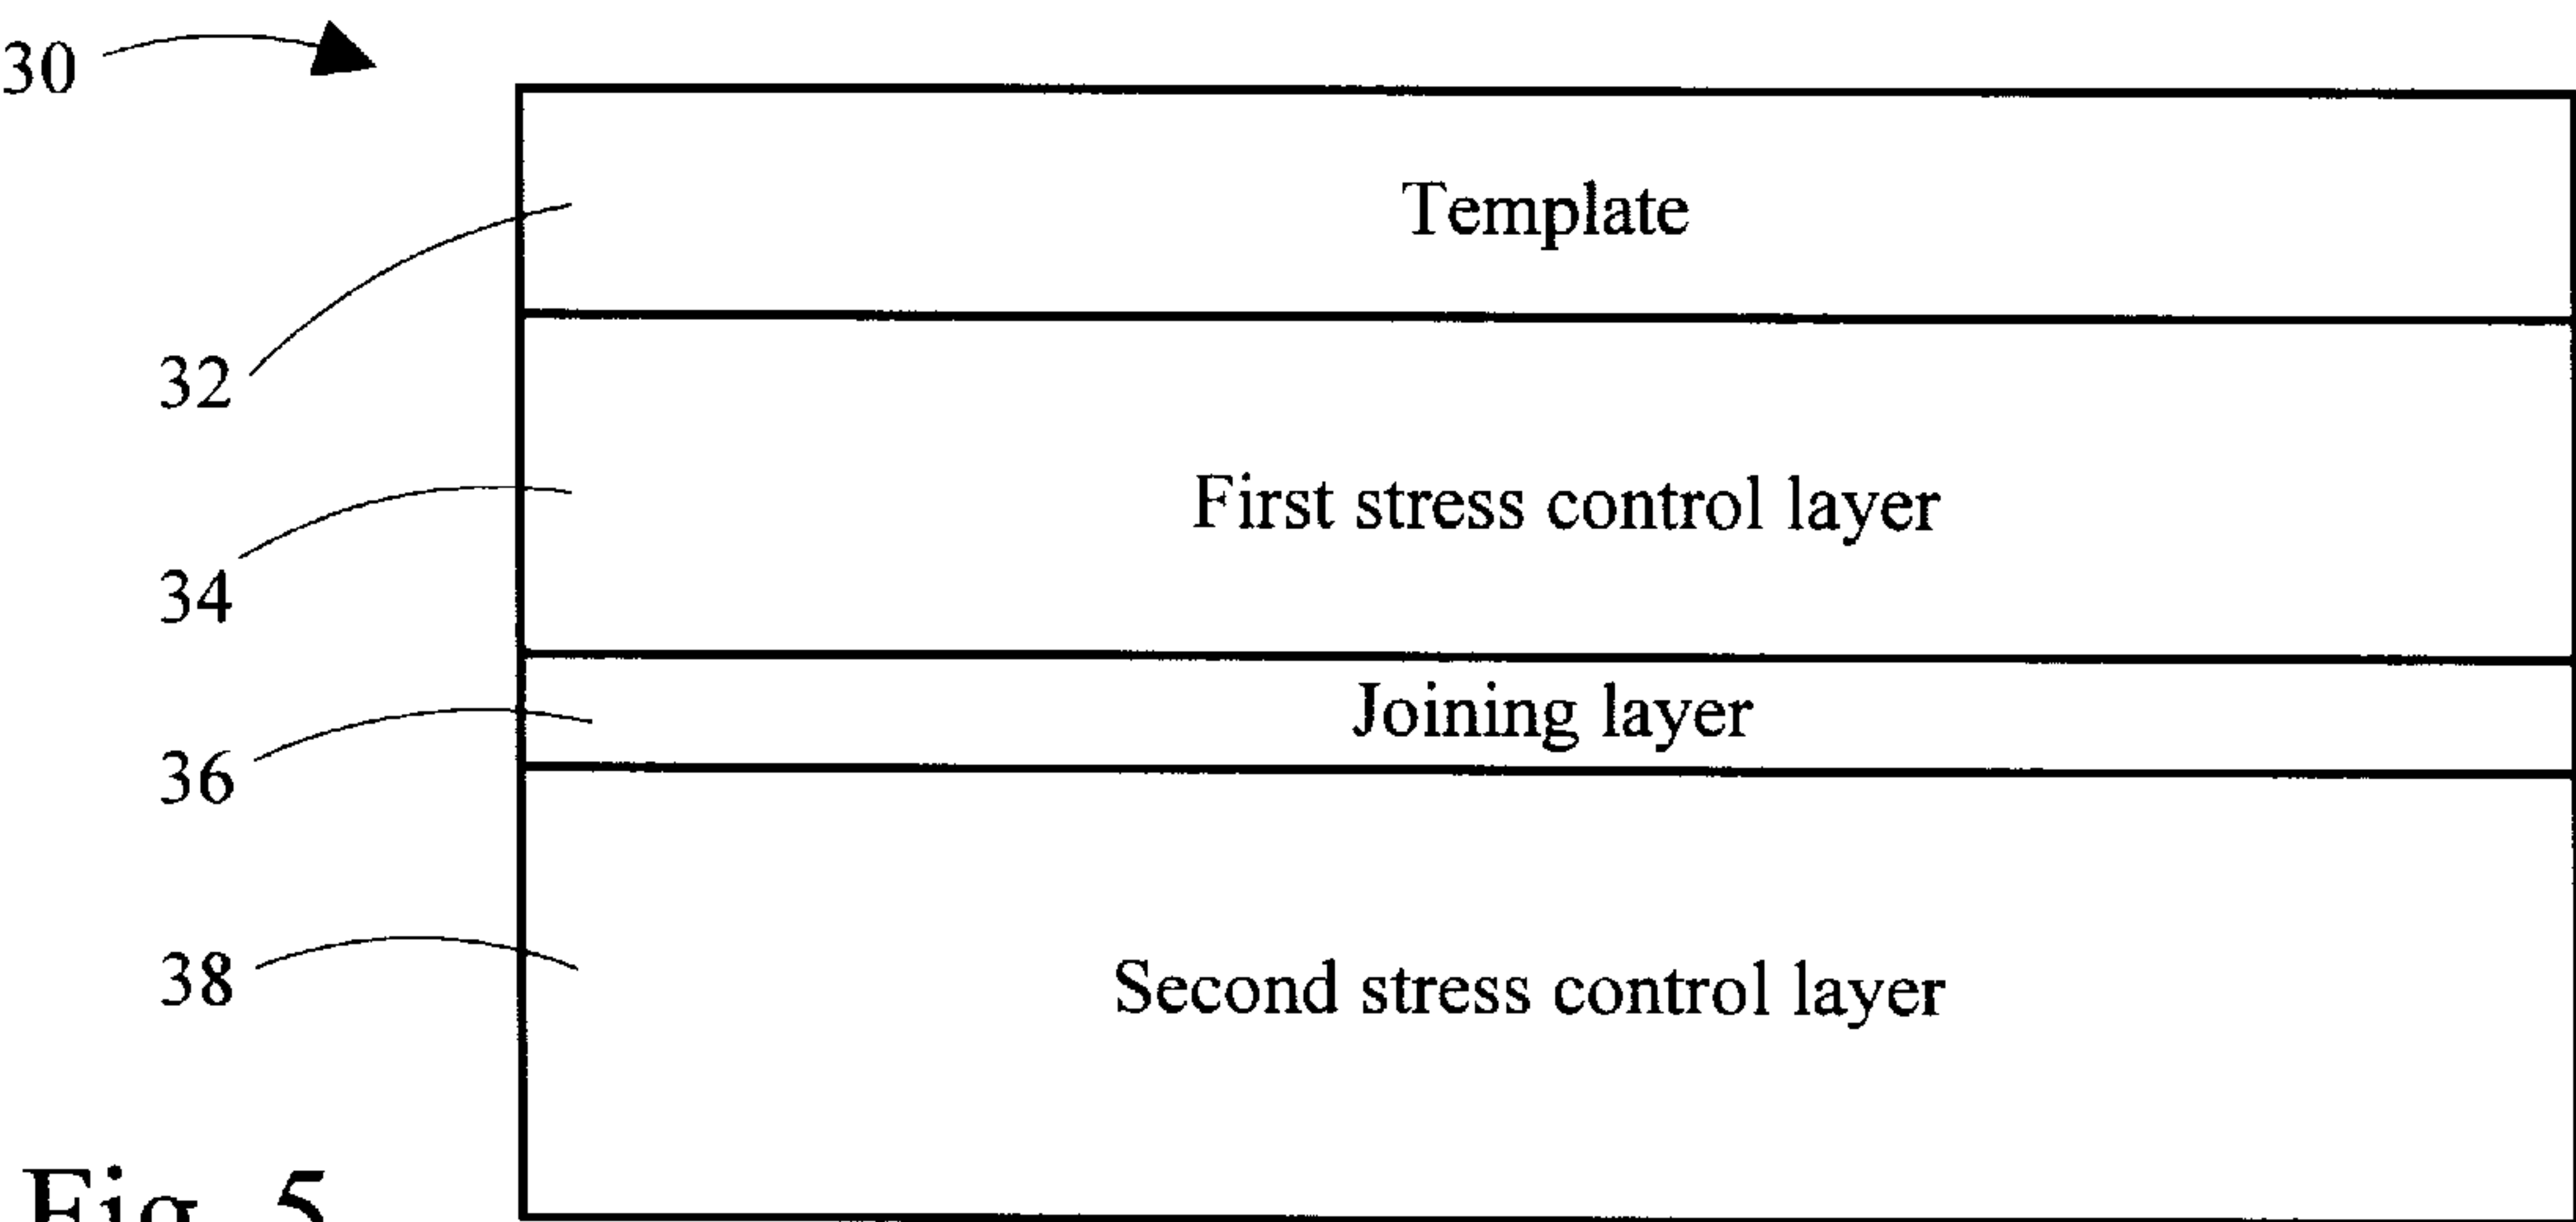 30
Template
32
First stress control layer
34
Joining layer
36
Second stress control layer
38
Fig. 5